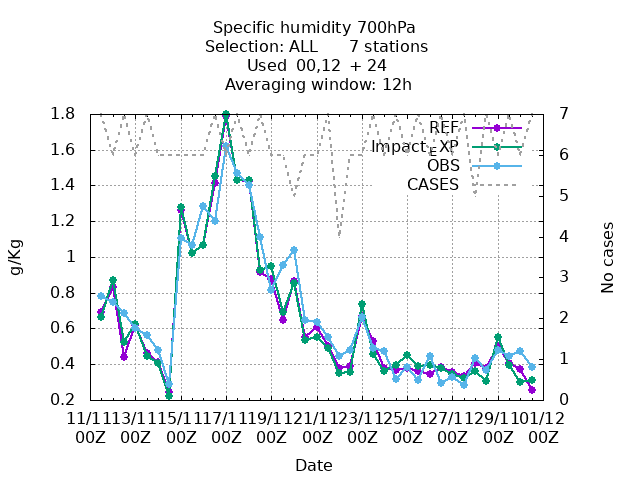 Specific humidity 700hPa
Selection: ALL 7 stations
Used 00,12 + 24
Averaging window: 12h
1.8
1.6
1.4
1.2
1
0.8
0.6
0.4
0.2
7
6
5
4
3
2
1
0
REF
Impact_EXP
OBS
CASES
g/Kg
No cases
11/11 13/11 15/11 17/11 19/11 21/11 23/11 25/11 27/11 29/11 01/12
00Z 00Z 00Z 00Z 00Z 00Z 00Z 00Z 00Z 00Z 00Z
Date